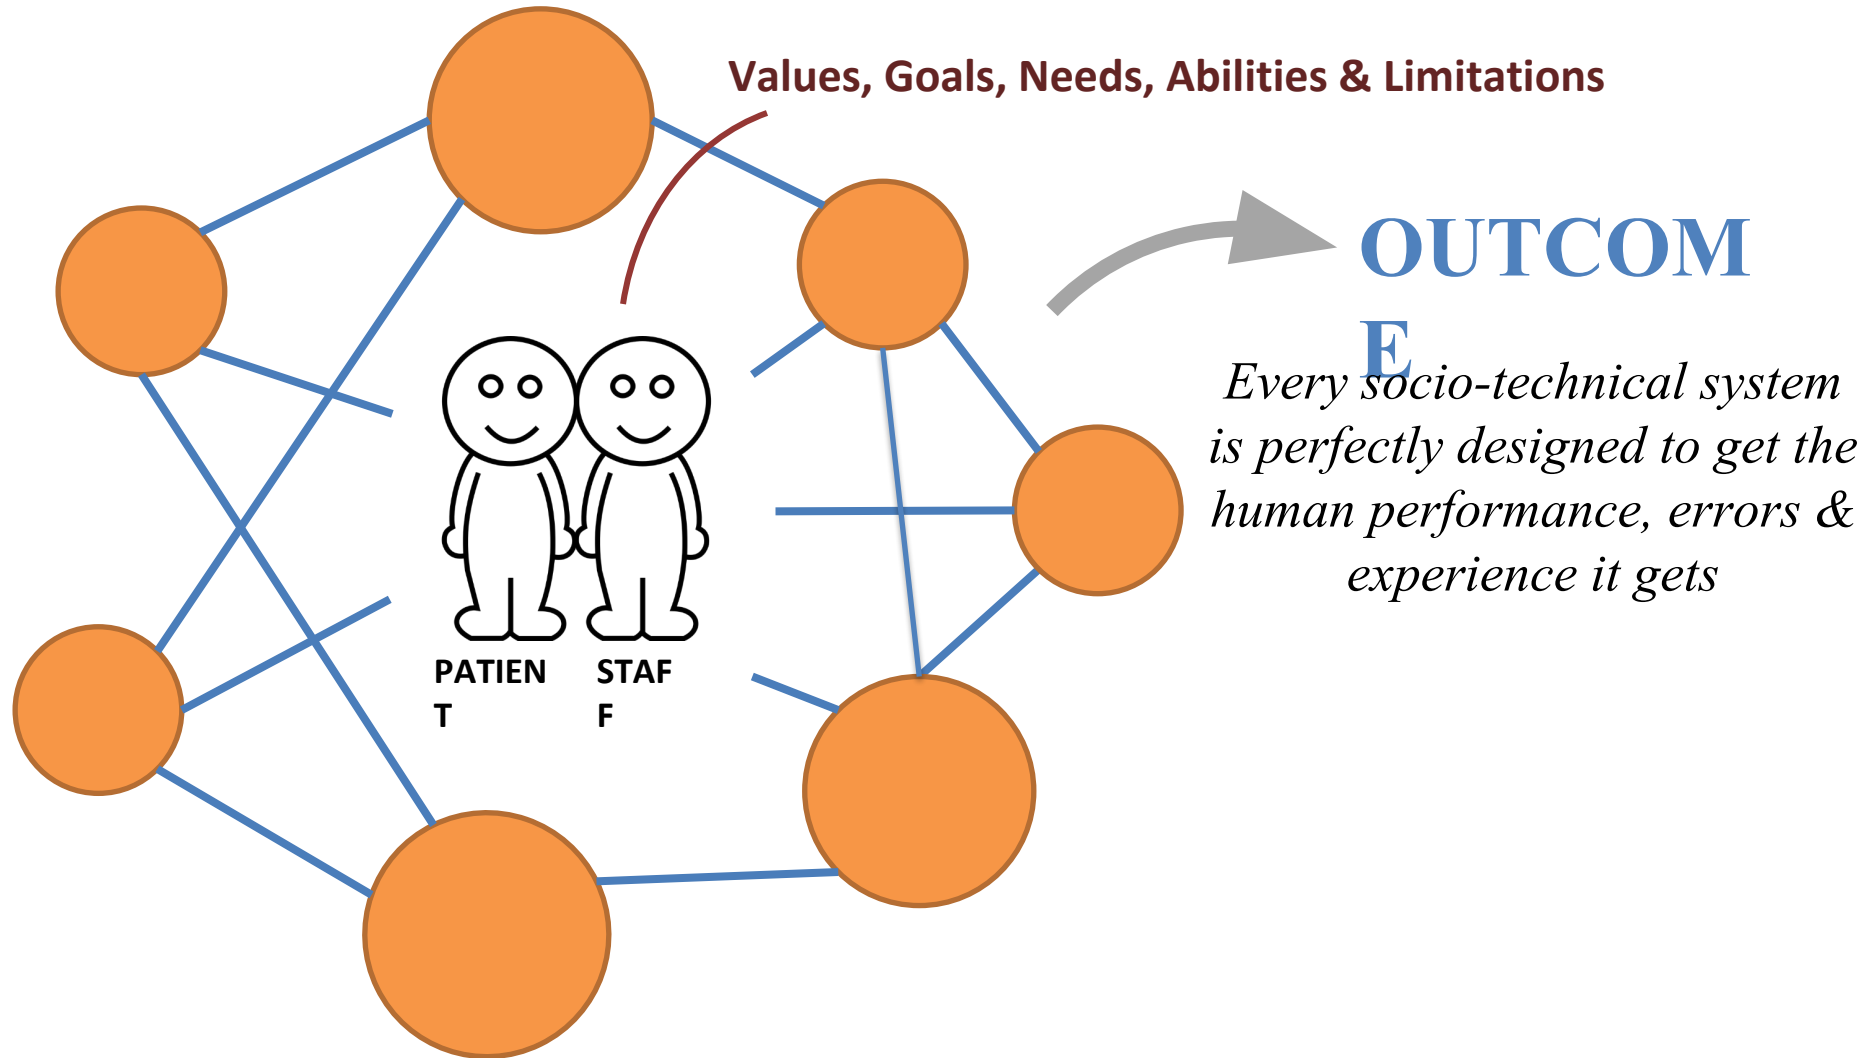 Values, Goals, Needs, Abilities & Limitations
OUTCOM
E
Every socio-technical system
is perfectly designed to get the
human performance, errors &
experience it gets
PATIEN
T
STAF
F